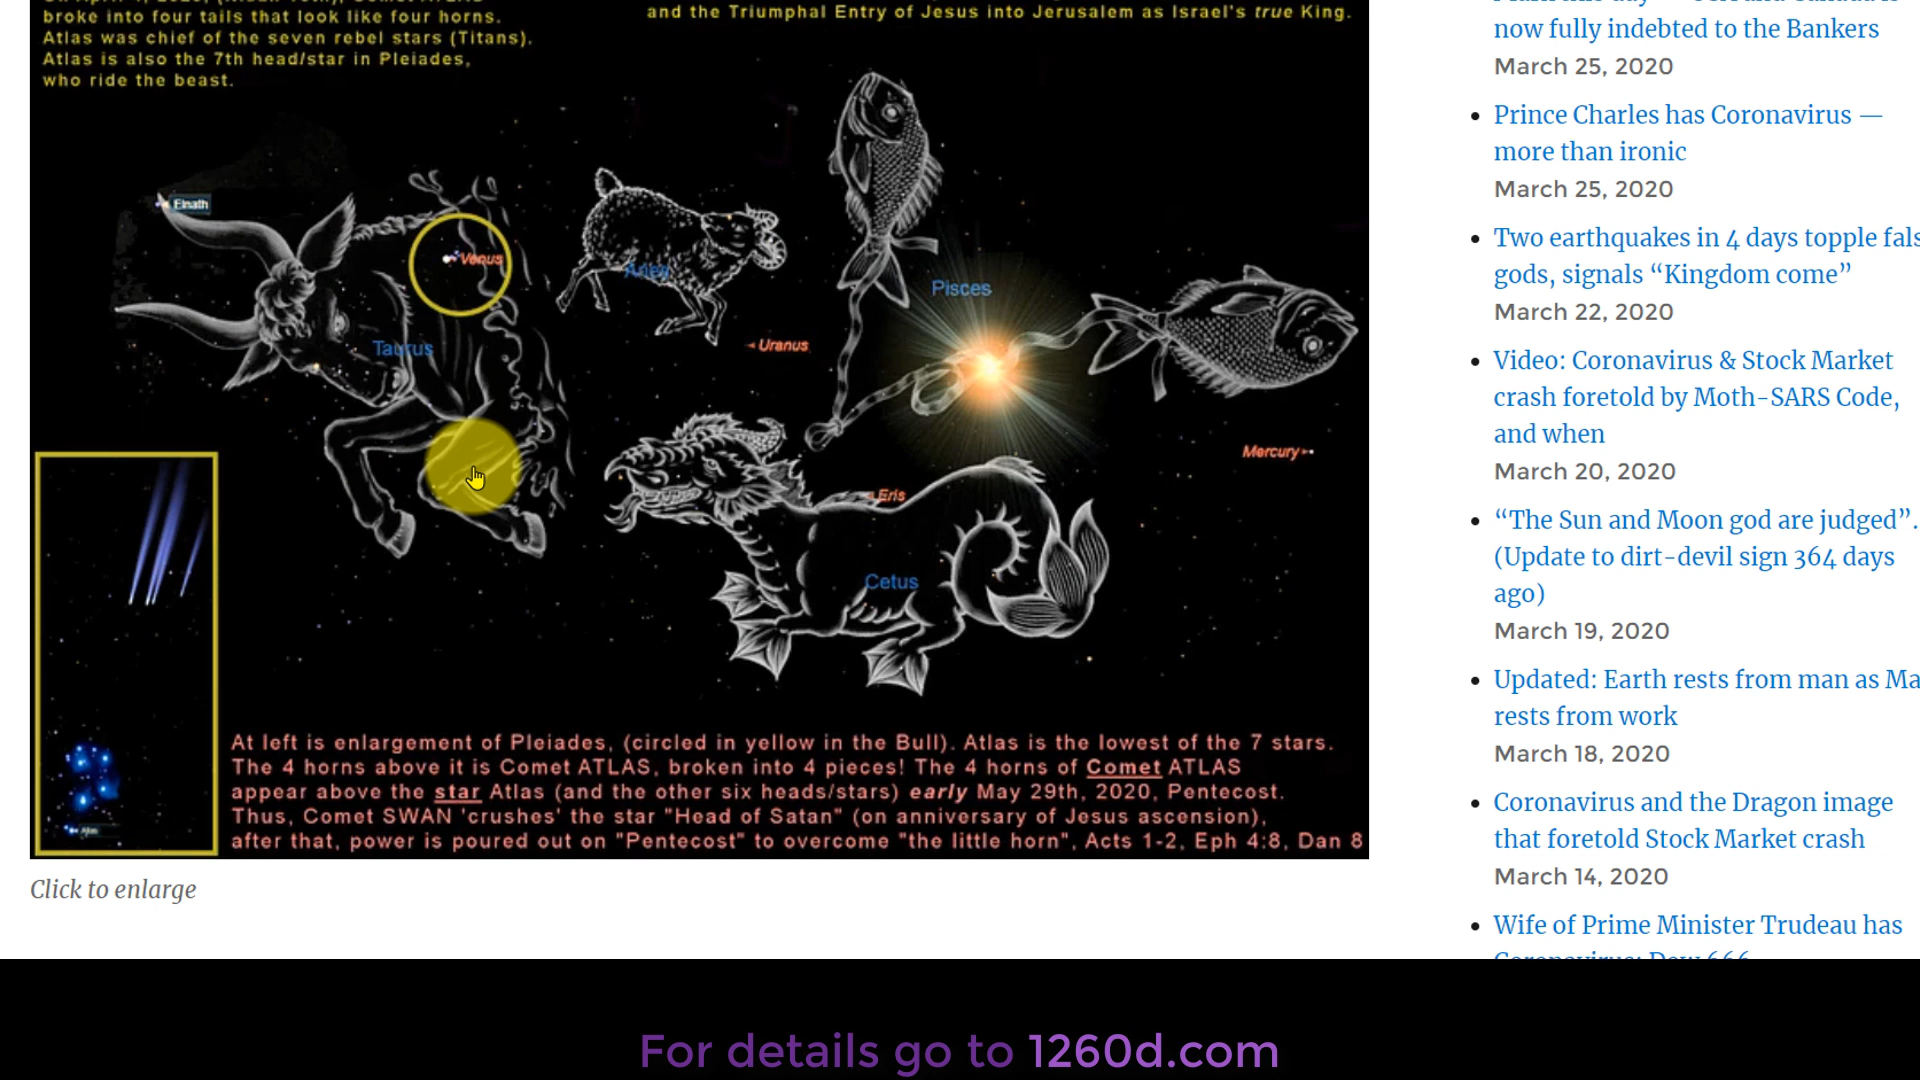 broke into four tails that look like four horns.
Atlas was chief of the seven rebel stars (Titans).
Atlas is also the 7th head/star in Pleiades,
who ride the beast.
and the Triumphal Entry of Jesus into Jerusalem as Israel's true King.
Elnath
Venus
Aries
Pisces
Uranus
Taurus
Mercury
Eris
Cetus
Atlas
At left is enlargement of Pleiades, (circled in yellow in the Bull). Atlas is the lowest of the 7 stars.
The 4 horns above it is Comet ATLAS, broken into 4 pieces! The 4 horns of Comet ATLAS
appear above the star Atlas (and the other six heads/stars) early May 29th, 2020, Pentecost.
Thus, Comet SWAN 'crushes' the star "Head of Satan" (on anniversary of Jesus ascension),
after that, power is poured out on "Pentecost" to overcome "the little horn", Acts 1-2, Eph 4:8, Dan 8
Click to enlarge
now fully indebted to the Bankers
March 25, 2020
Prince Charles has Coronavirus —
more than ironic
March 25, 2020
Two earthquakes in 4 days topple fals
gods, signals “Kingdom come”
March 22, 2020
Video: Coronavirus & Stock Market
crash foretold by Moth-SARS Code,
and when
March 20, 2020
“The Sun and Moon god are judged”.
(Update to dirt-devil sign 364 days
ago)
March 19, 2020
Updated: Earth rests from man as Ma
rests from work
March 18, 2020
Coronavirus and the Dragon image
that foretold Stock Market crash
March 14, 2020
Wife of Prime Minister Trudeau has
For details go to 1260d.com